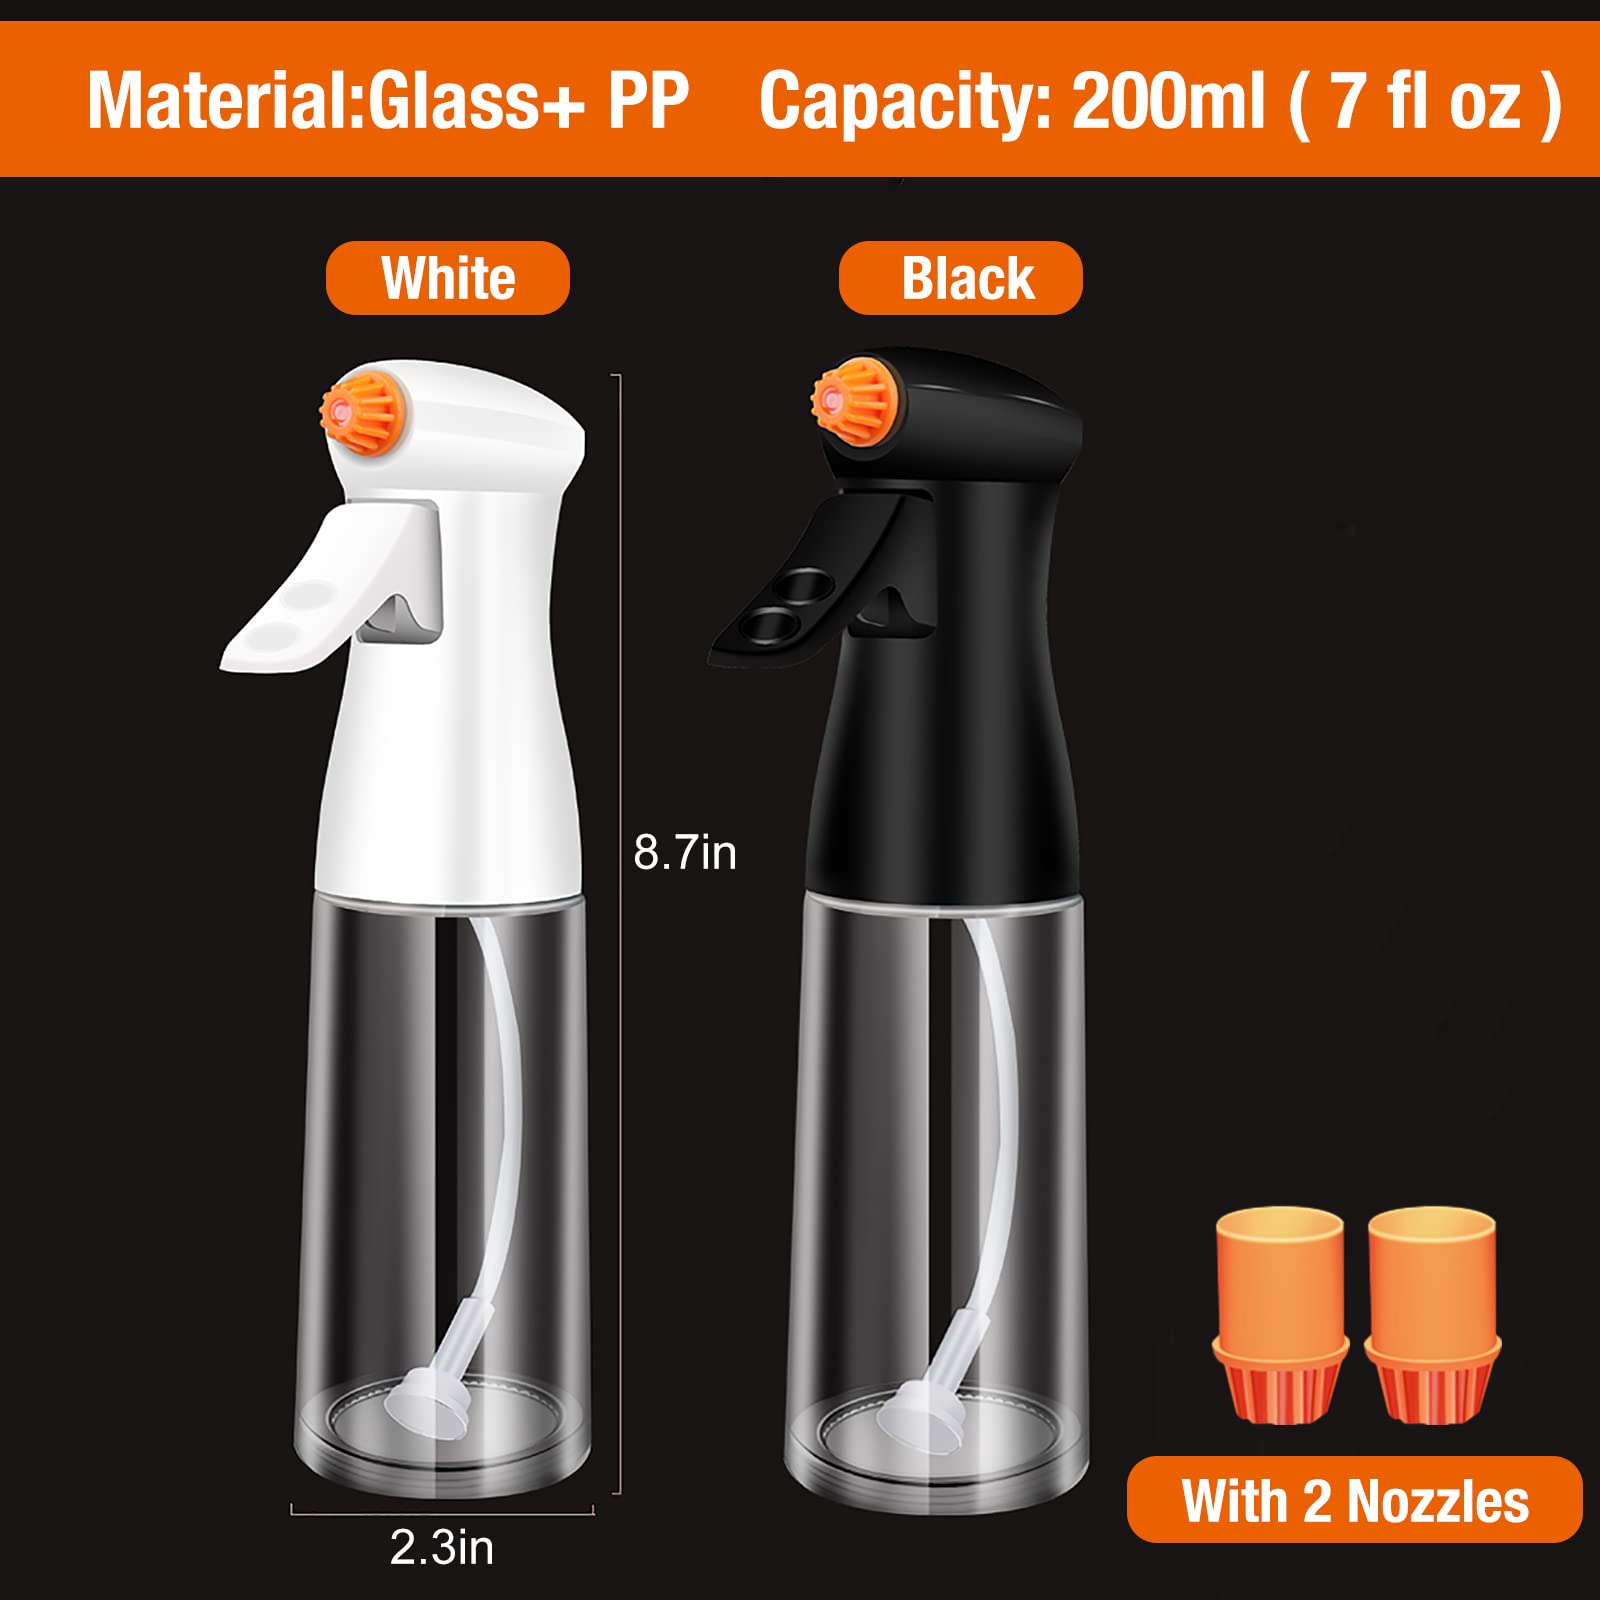 Material:Glass+ PP Capacity: 200ml ( 7 fl oz )
White Black
8.7in
2.3in
With 2 Nozzles